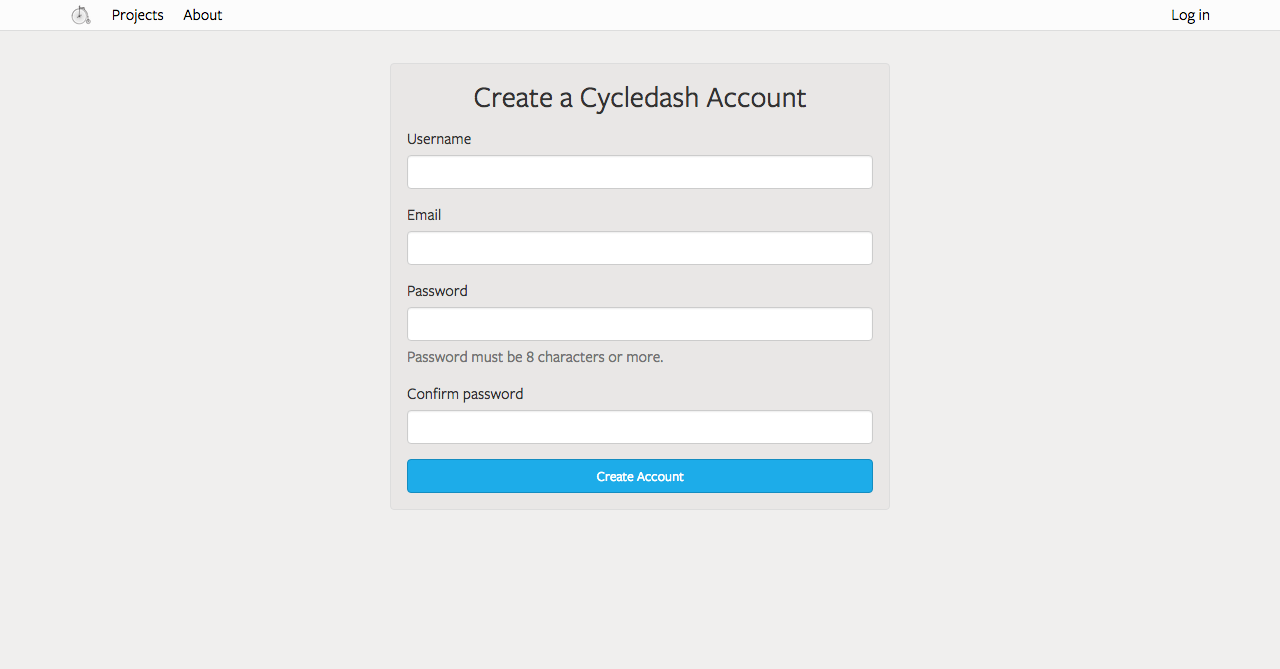 Projects About Log in
Create a Cycledash Account
Username
Email
Password
Password must be 8 characters or more.
Confirm password
Create Account